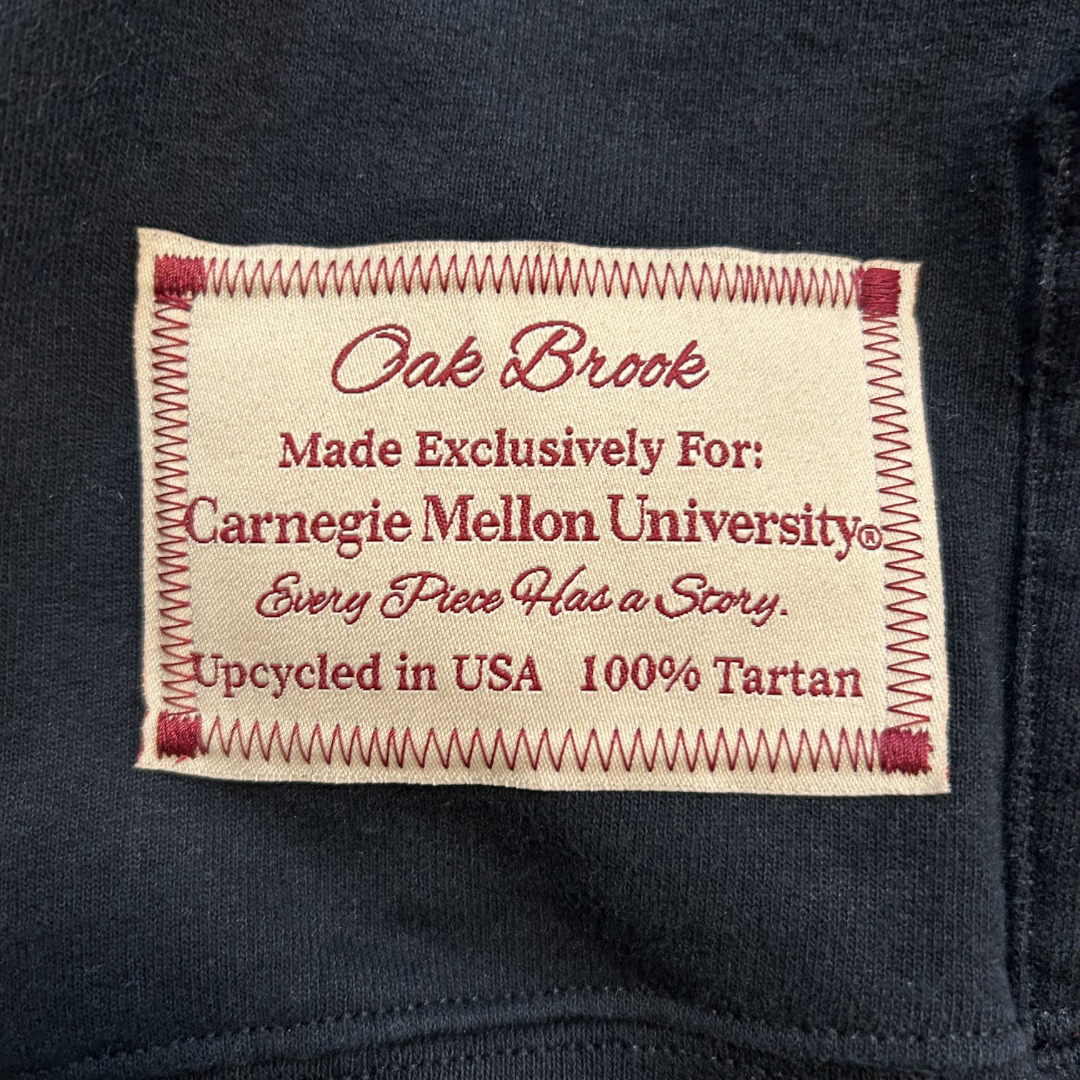 Oak Brook
Made Exclusively For:
Carnegie Mellon University®
Every Piece Has a Story.
Upcycled in USA 100% Tartan